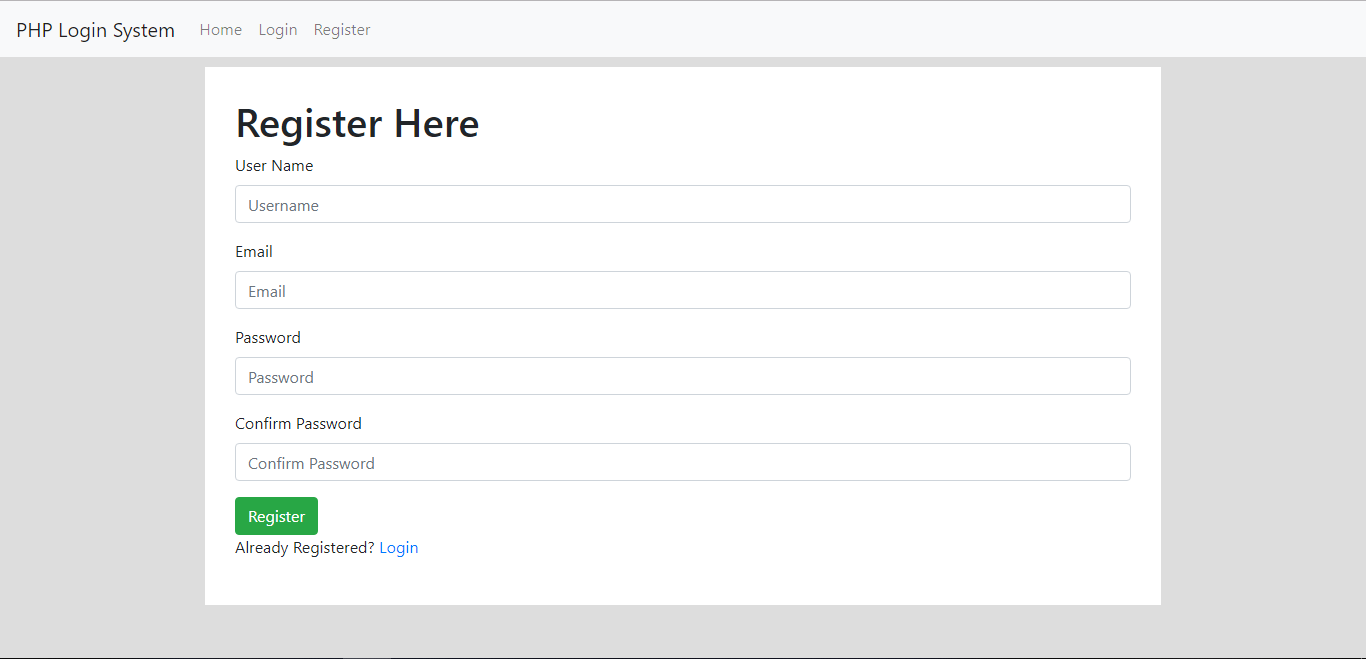 PHP Login System Home Login Register
Register Here
User Name
Username
Email
Email
Password
Password
Confirm Password
Confirm Password
Register
Already Registered? Login